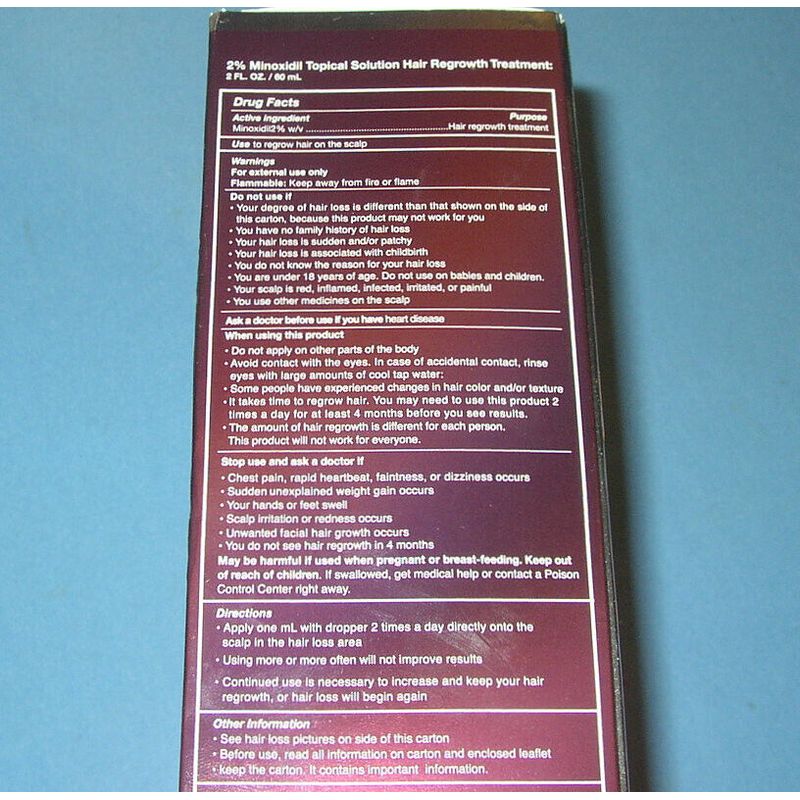 2% Minoxidil Topical Solution Hair Regrowth Treatment:
2 FL. OZ. / 60 mL
Drug Facts
Active ingredient Purpose
Minoxidil2% w/v ................................................Hair regrowth treatment
Use to regrow hair on the scalp
Warnings
For external use only
Flammable: Keep away from fire or flame
Do not use if
• Your degree of hair loss is different than that shown on the side of
this carton, because this product may not work for you
• You have no family history of hair loss
• Your hair loss is sudden and/or patchy
• Your hair loss is associated with childbirth
• You do not know the reason for your hair loss
• You are under 18 years of age. Do not use on babies and children.
• Your scalp is red, inflamed, infected, irritated, or painful
• You use other medicines on the scalp
Ask a doctor before use if you have heart disease
When using this product
• Do not apply on other parts of the body
• Avoid contact with the eyes. In case of accidental contact, rinse
eyes with large amounts of cool tap water:
• Some people have experienced changes in hair color and/or texture
• It takes time to regrow hair. You may need to use this product 2
times a day for at least 4 months before you see results.
• The amount of hair regrowth is different for each person.
This product will not work for everyone.
Stop use and ask a doctor if
• Chest pain, rapid heartbeat, faintness, or dizziness occurs
• Sudden unexplained weight gain occurs
• Your hands or feet swell
• Scalp irritation or redness occurs
• Unwanted facial hair growth occurs
• You do not see hair regrowth in 4 months
May be harmful if used when pregnant or breast-feeding. Keep out
of reach of children. If swallowed, get medical help or contact a Poison
Control Center right away.
Directions
• Apply one mL with dropper 2 times a day directly onto the
scalp in the hair loss area
• Using more or more often will not improve results
• Continued use is necessary to increase and keep your hair
regrowth, or hair loss will begin again
Other Information
• See hair loss pictures on side of this carton
• Before use, read all information on carton and enclosed leaflet
• keep the carton. It contains important information.